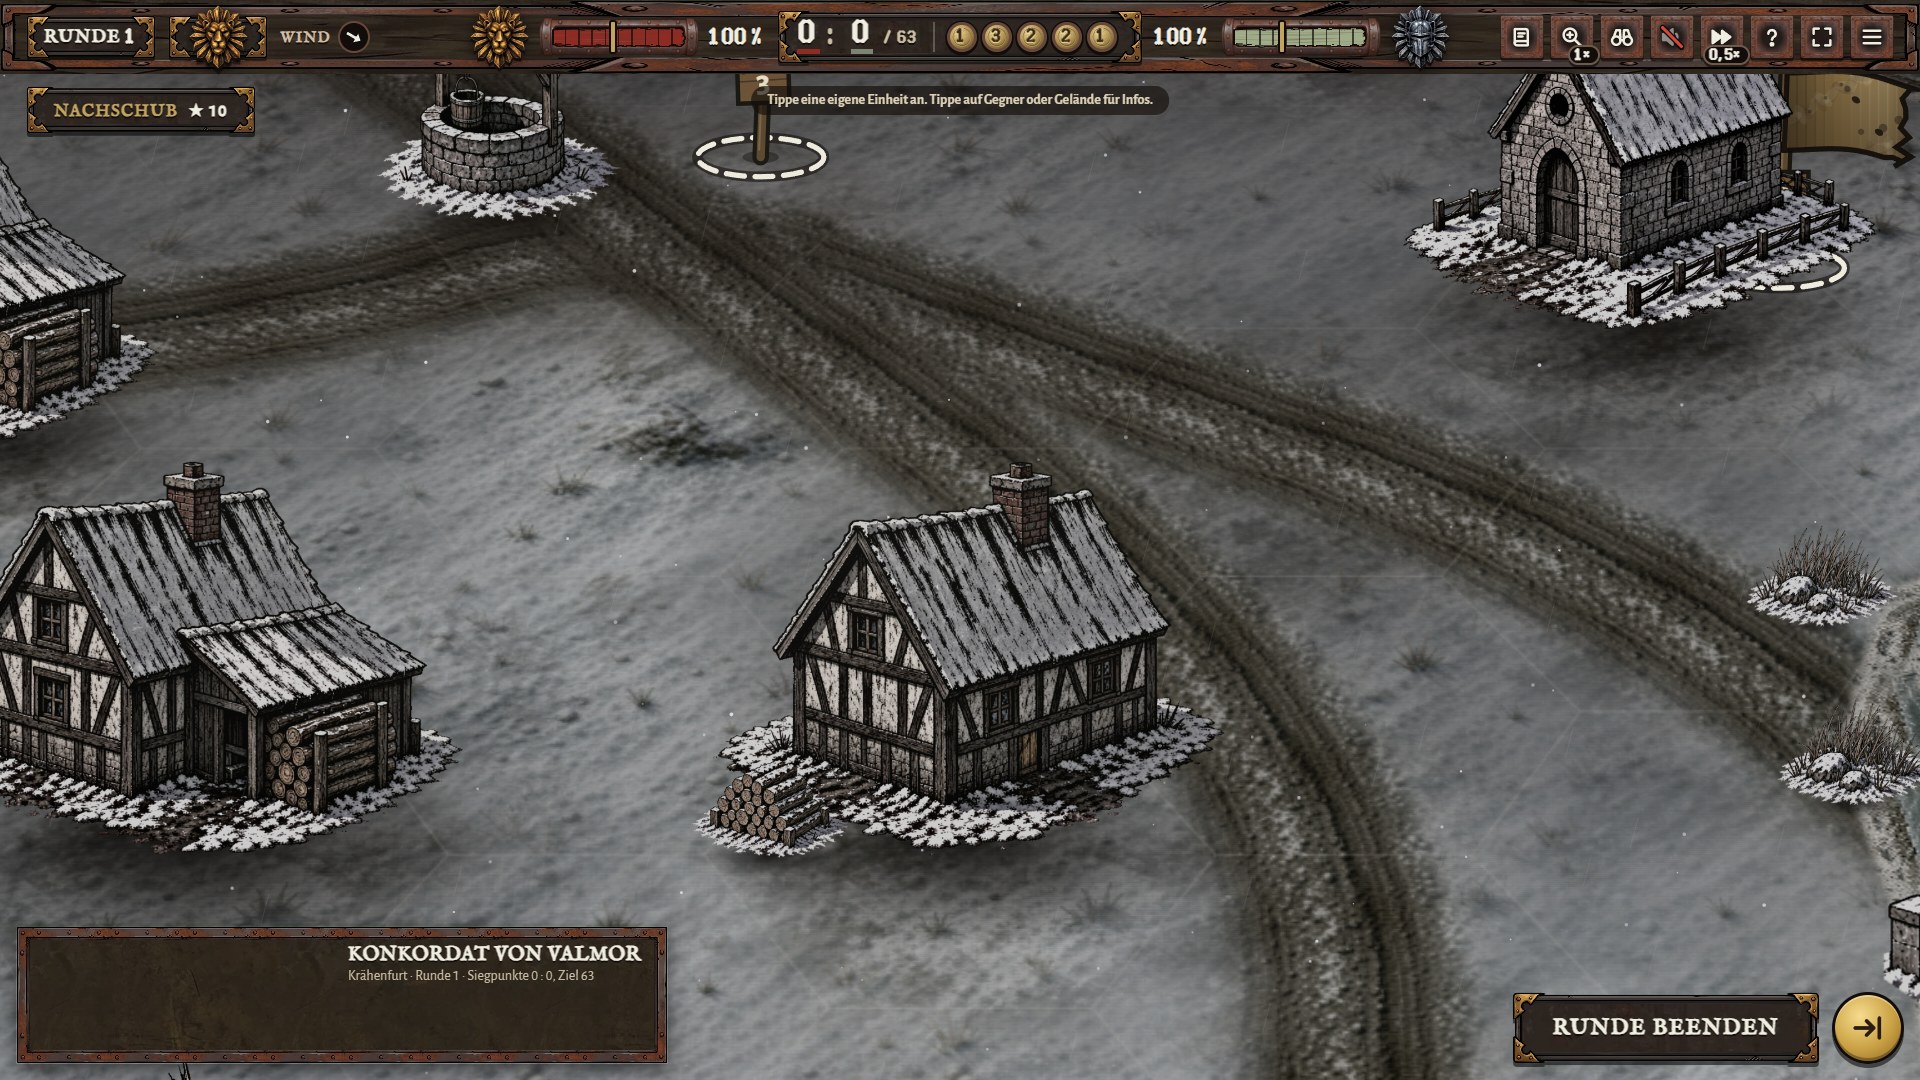 RUNDE 1
WIND
100%
0 : 0 / 63
1 3 2 2 1
100%
1×
0,5×
?
NACHSCHUB ★ 10
3
Tippe eine eigene Einheit an. Tippe auf Gegner oder Gelände für Infos.
KONKORDAT VON VALMOR
Krähenfurt · Runde 1 · Siegpunkte 0 : 0, Ziel 63
RUNDE BEENDEN